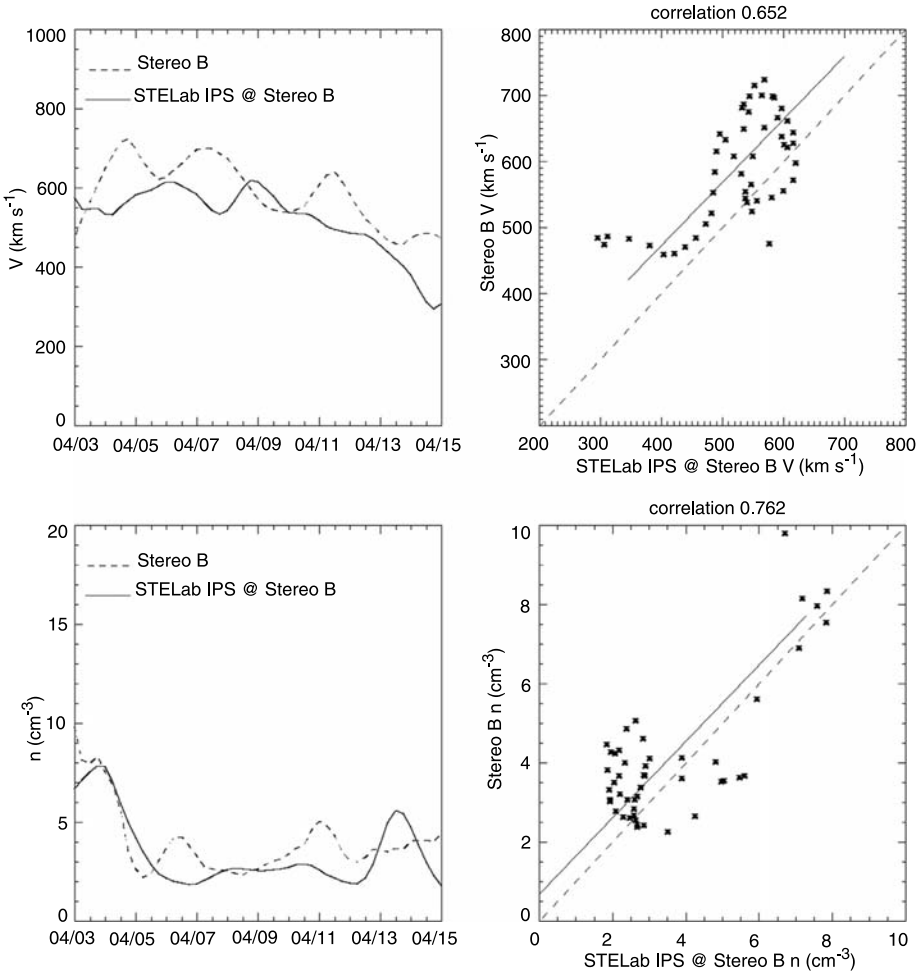 correlation 0.652
1000
800
600
400
200
0
V (km s-1)
Stereo B
STELab IPS @ Stereo B
04/03 04/05 04/07 04/09 04/11 04/13 04/15
800
700
600
500
400
300
Stereo B V (km s-1)
200 300 400 500 600 700 800
STELab IPS @ Stereo B V (km s-1)
correlation 0.762
20
15
10
5
0
n (cm-3)
Stereo B
STELab IPS @ Stereo B
04/03 04/05 04/07 04/09 04/11 04/13 04/15
10
8
6
4
2
0
Stereo B n (cm-3)
0 2 4 6 8 10
STELab IPS @ Stereo B n (cm-3)